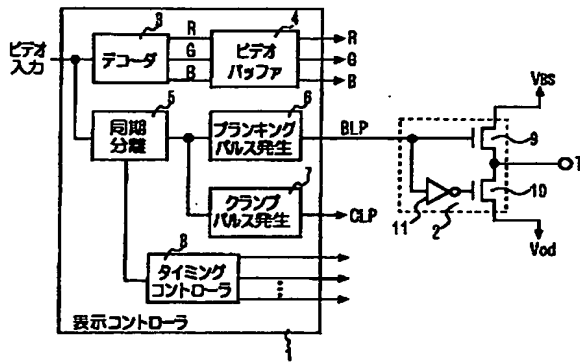 ビデオ
入力
3
デコーダ
R
G
B
4
ビデオ
バッファ
R
G
B
5
同期
分離
6
ブランキング
パルス発生
BLP
7
クランプ
パルス発生
CLP
8
タイミング
コントローラ
表示コントローラ
1
VBS
9
T
10
11
2
Vod